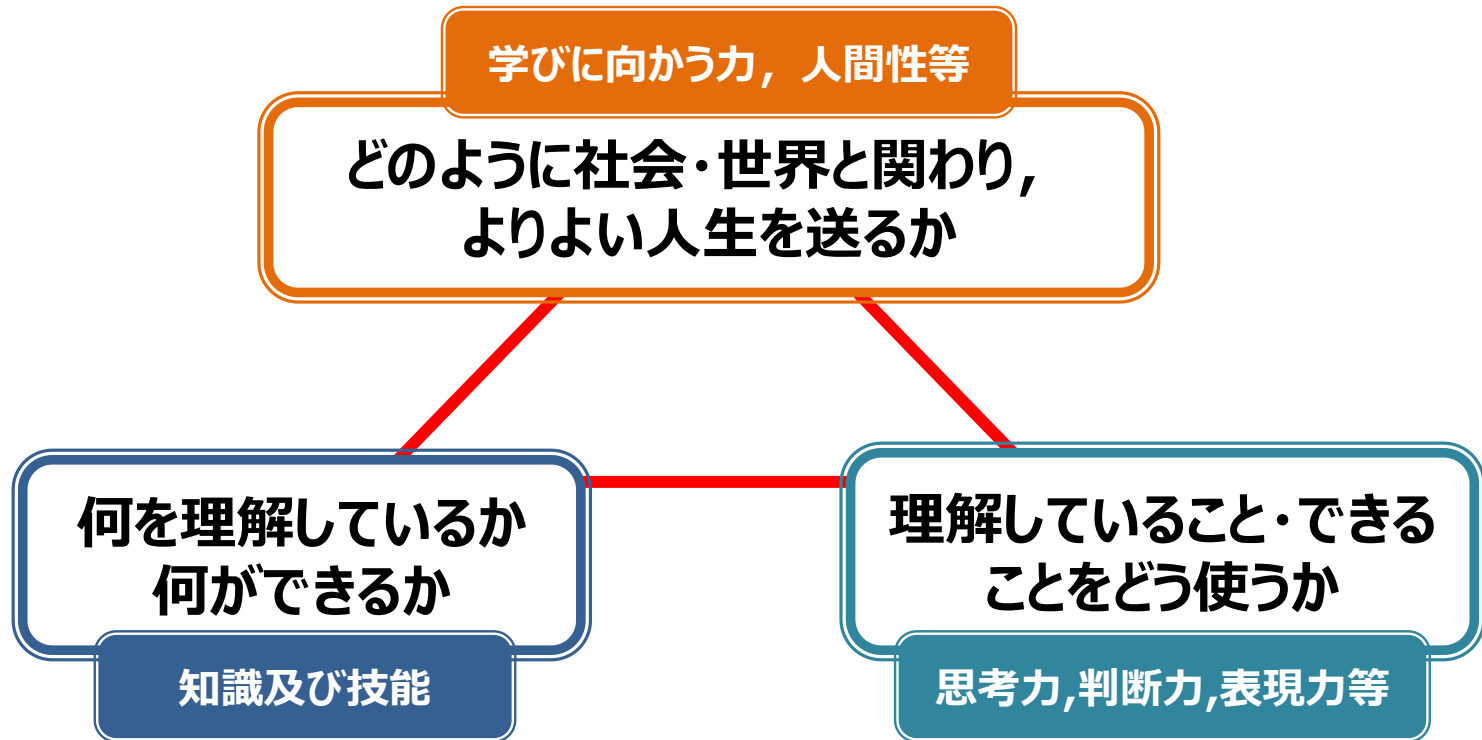 学びに向かう力，人間性等
どのように社会・世界と関わり，
よりよい人生を送るか
何を理解しているか
何ができるか
知識及び技能
理解していること・できる
ことをどう使うか
思考力,判断力,表現力等